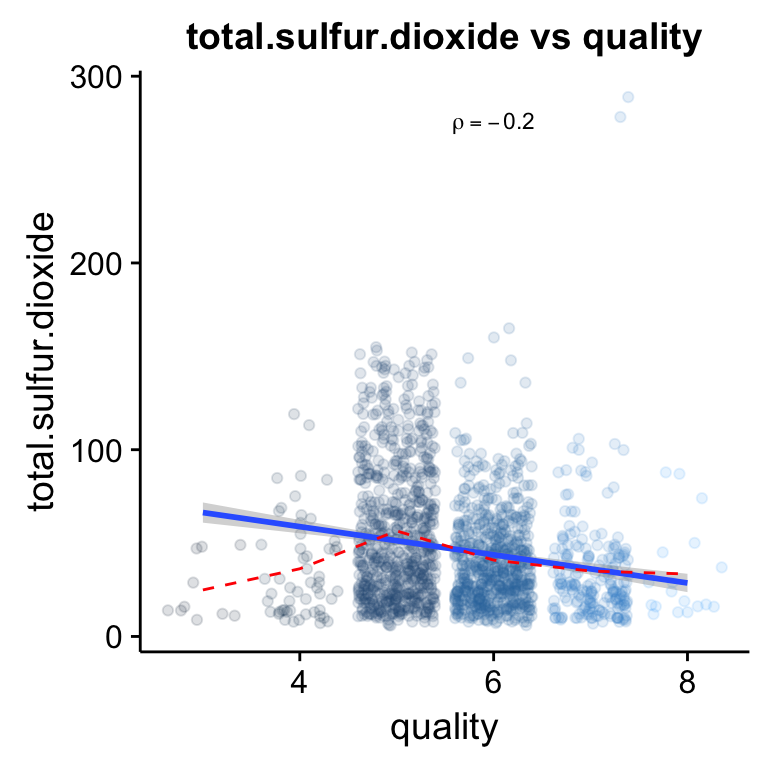 total.sulfur.dioxide vs quality
300
ρ = −0.2
200
total.sulfur.dioxide
100
0
4 6 8
quality